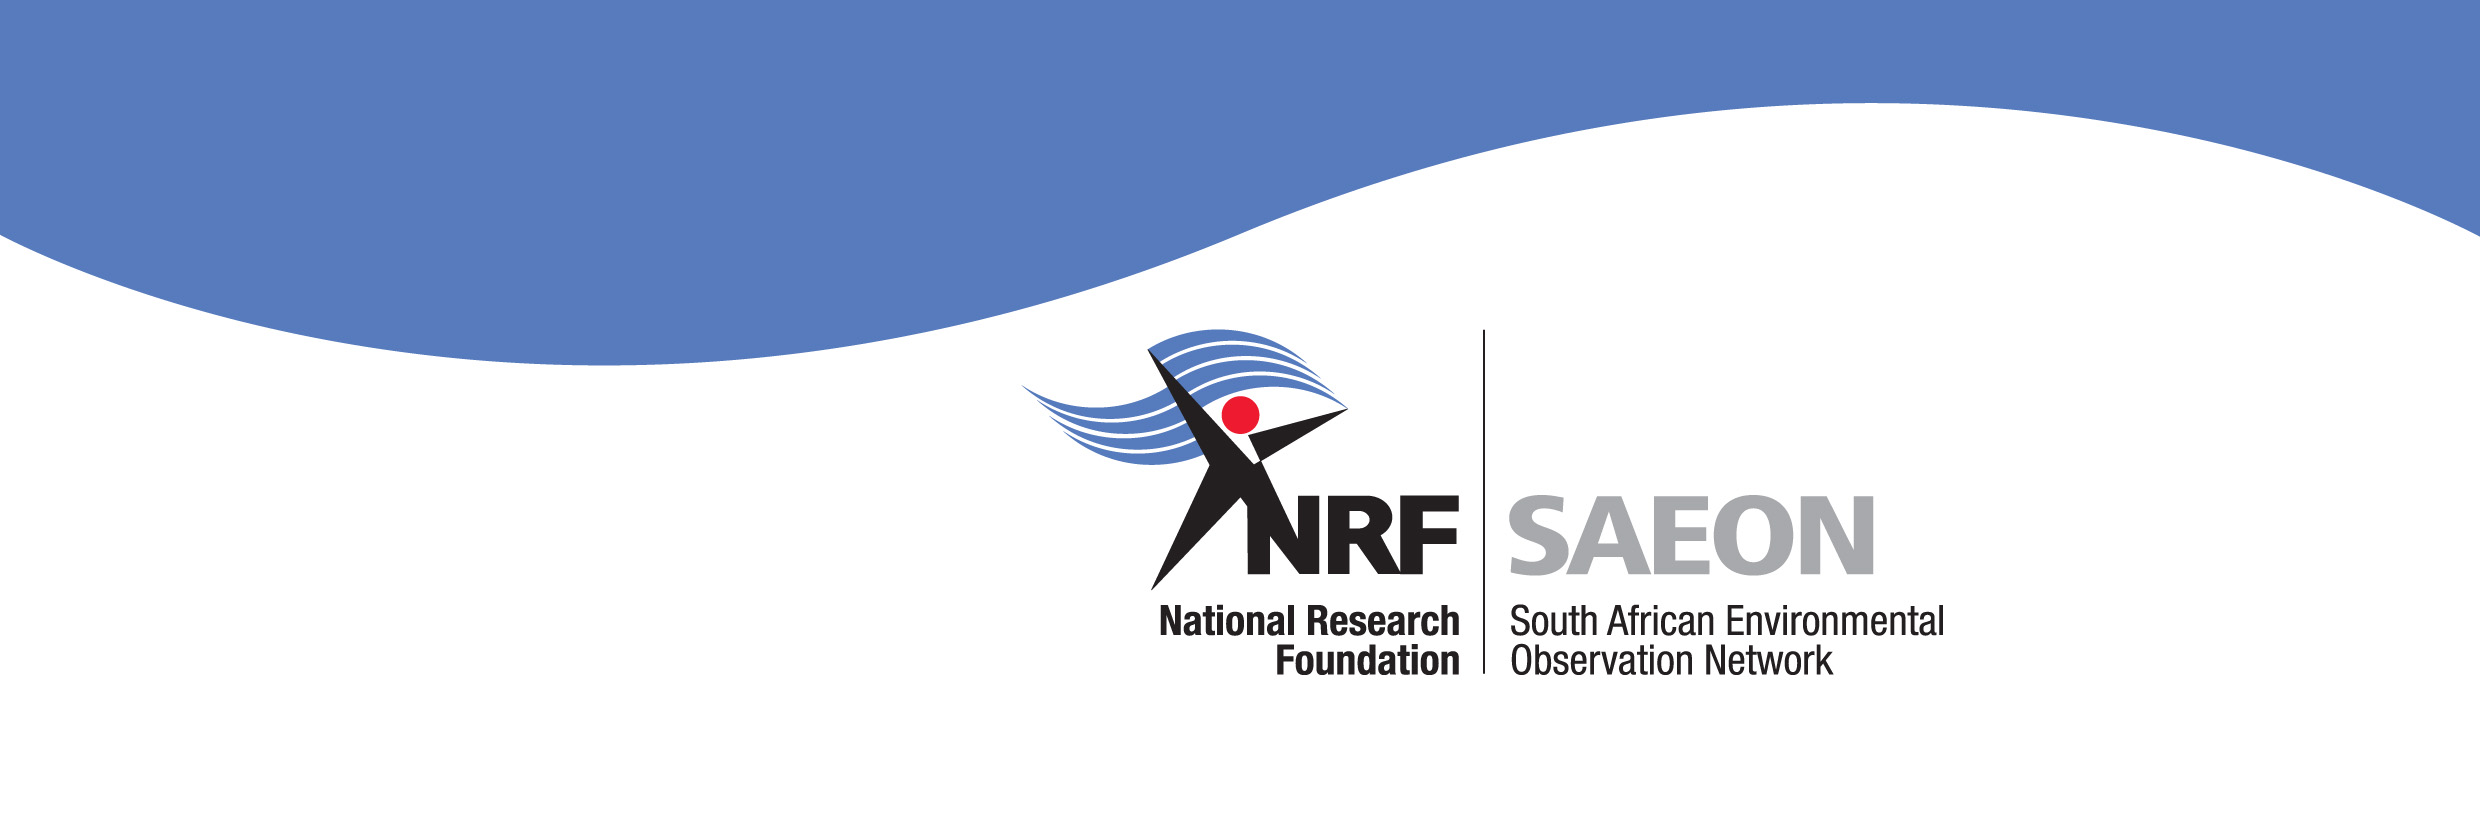 NRF
National Research
Foundation
SAEON
South African Environmental
Observation Network